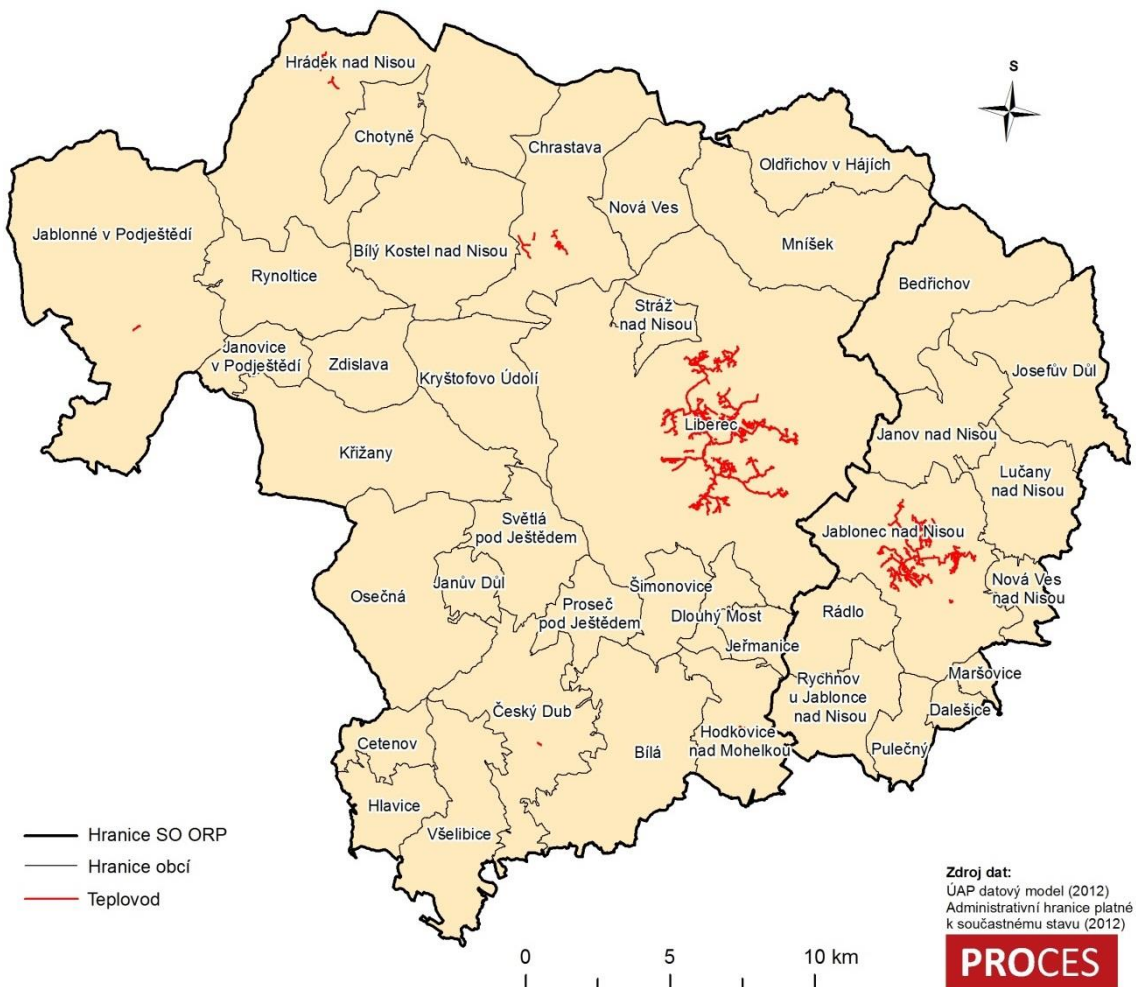 S
Hrádek nad Nisou
Chotyně
Chrastava
Oldřichov v Hájích
Nová Ves
Jablonné v Podještědí
Bílý Kostel nad Nisou
Mníšek
Rynoltice
Bedřichov
Stráž
nad Nisou
Janovice
v Podještědí
Zdislava
Kryštofovo Údolí
Josefův Důl
Liberec
Janov nad Nisou
Křižany
Lučany
nad Nisou
Světlá
pod Ještědem
Jablonec nad Nisou
Osečná
Janův Důl
Šimonovice
Nová Ves
nad Nisou
Proseč
pod Ještědem
Dlouhý Most
Rádlo
Jeřmanice
Maršovice
Rychnov
u Jablonce
nad Nisou
Dalešice
Český Dub
Hodkovice
nad Mohelkou
Cetenov
Bílá
Pulečný
Hlavice
Všelibice
Hranice SO ORP
Hranice obcí
Teplovod
Zdroj dat:
ÚAP datový model (2012)
Administrativní hranice platné
k součastnému stavu (2012)
0 5 10 km
PROCES